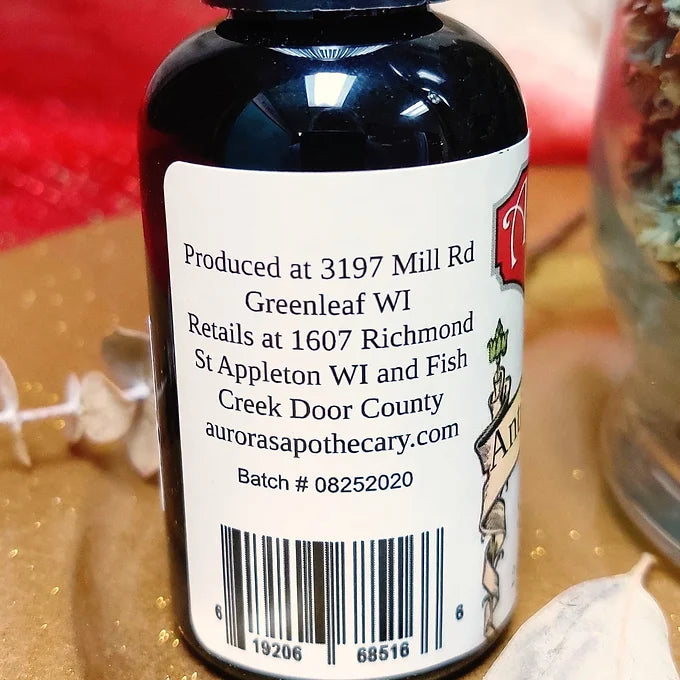 Produced at 3197 Mill Rd
Greenleaf WI
Retails at 1607 Richmond
St Appleton WI and Fish
Creek Door County
aurorasapothecary.com
Batch # 08252020
6 19206 68516 6